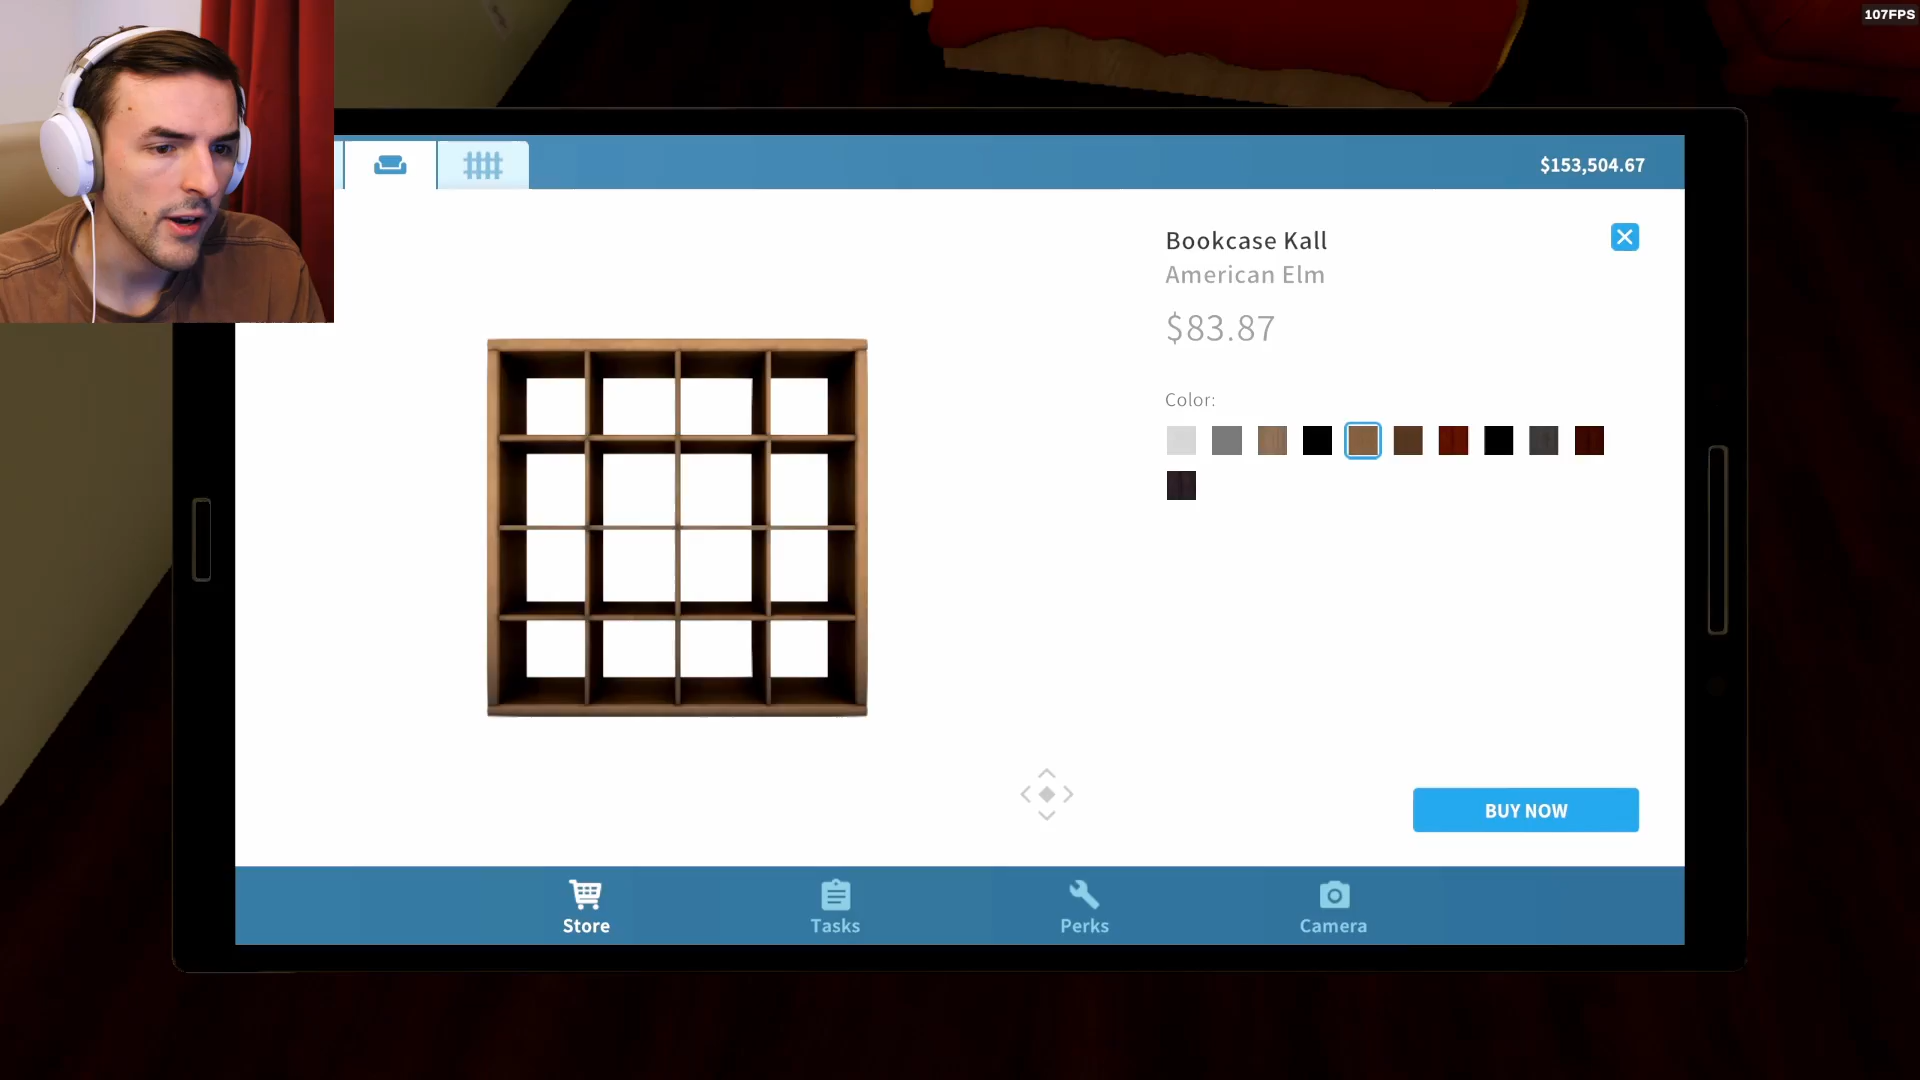 107FPS
$153,504.67
Bookcase Kall
American Elm
$83.87
Color:
BUY NOW
Store
Tasks
Perks
Camera